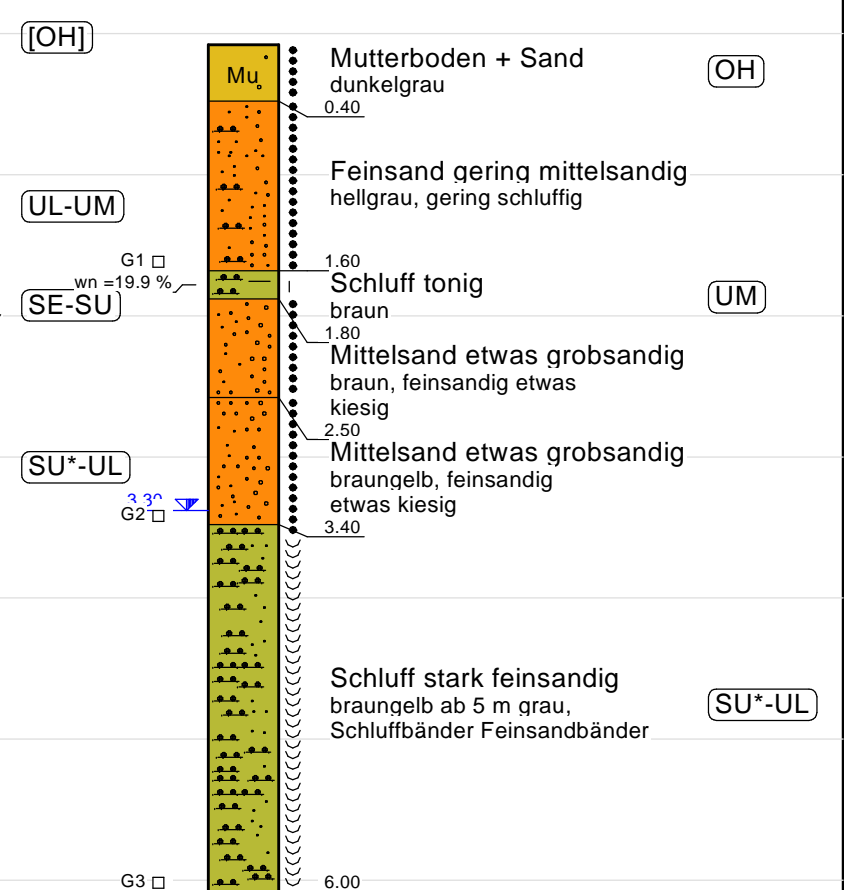 [OH]
Mu
Mutterboden + Sand
dunkelgrau
OH
0.40
Feinsand gering mittelsandig
hellgrau, gering schluffig
UL-UM
G1
1.60
wn =19.9 %
Schluff tonig
braun
UM
SE-SU
1.80
Mittelsand etwas grobsandig
braun, feinsandig etwas
kiesig
2.50
Mittelsand etwas grobsandig
braungelb, feinsandig
etwas kiesig
SU*-UL
3.30
G2
3.40
Schluff stark feinsandig
braungelb ab 5 m grau,
Schluffbänder Feinsandbänder
SU*-UL
G3
6.00